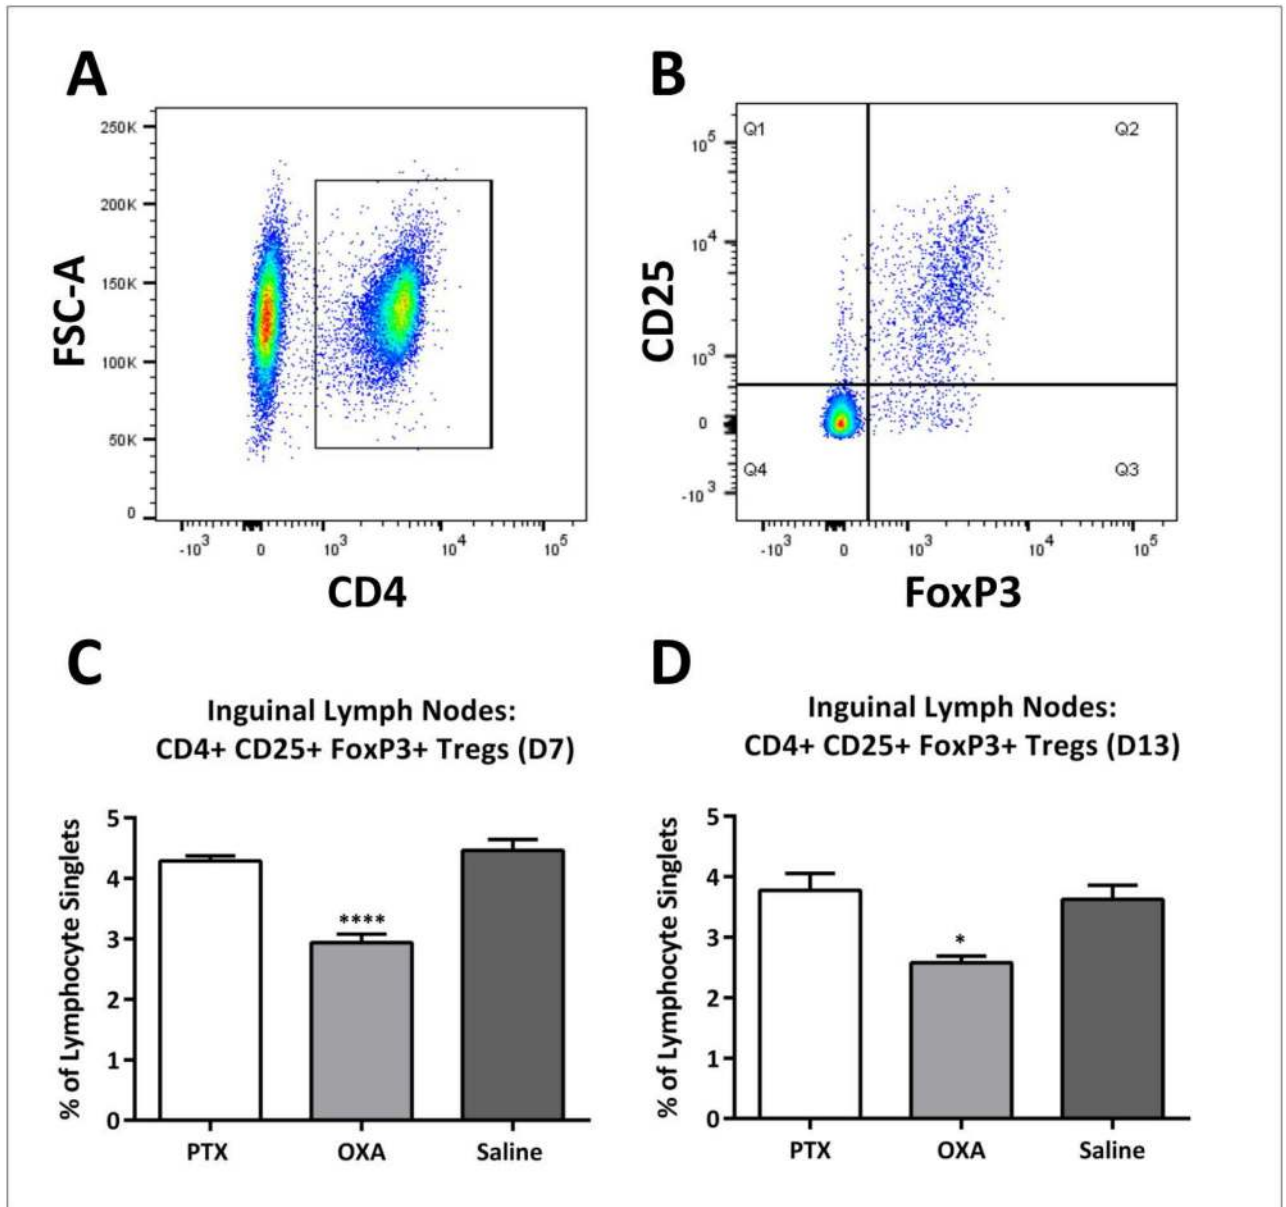 A
B
250K
200K
150K
100K
50K
0
FSC-A
-10³
0
10³
10⁴
10⁵
CD4
Q1
Q2
Q4
Q3
10⁵
10⁴
10³
0
-10³
CD25
-10³
0
10³
10⁴
10⁵
FoxP3
C
Inguinal Lymph Nodes:
CD4+ CD25+ FoxP3+ Tregs (D7)
% of Lymphocyte Singlets
5
4
3
2
1
0
****
PTX
OXA
Saline
D
Inguinal Lymph Nodes:
CD4+ CD25+ FoxP3+ Tregs (D13)
% of Lymphocyte Singlets
5
4
3
2
1
0
*
PTX
OXA
Saline